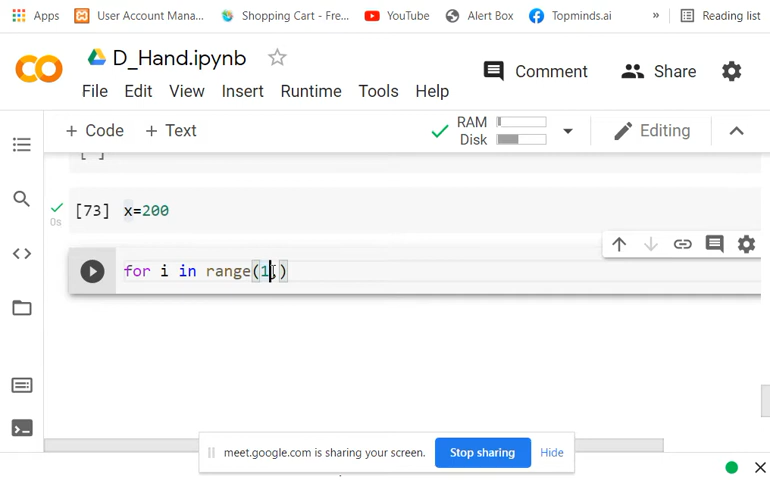 Apps User Account Mana... Shopping Cart - Fre... YouTube Alert Box Topminds.ai » Reading list
CO D_Hand.ipynb
Comment Share
File Edit View Insert Runtime Tools Help
+ Code + Text RAM Disk Editing
[ ]
[73] x=200
0s
for i in range(1,)
meet.google.com is sharing your screen. Stop sharing Hide